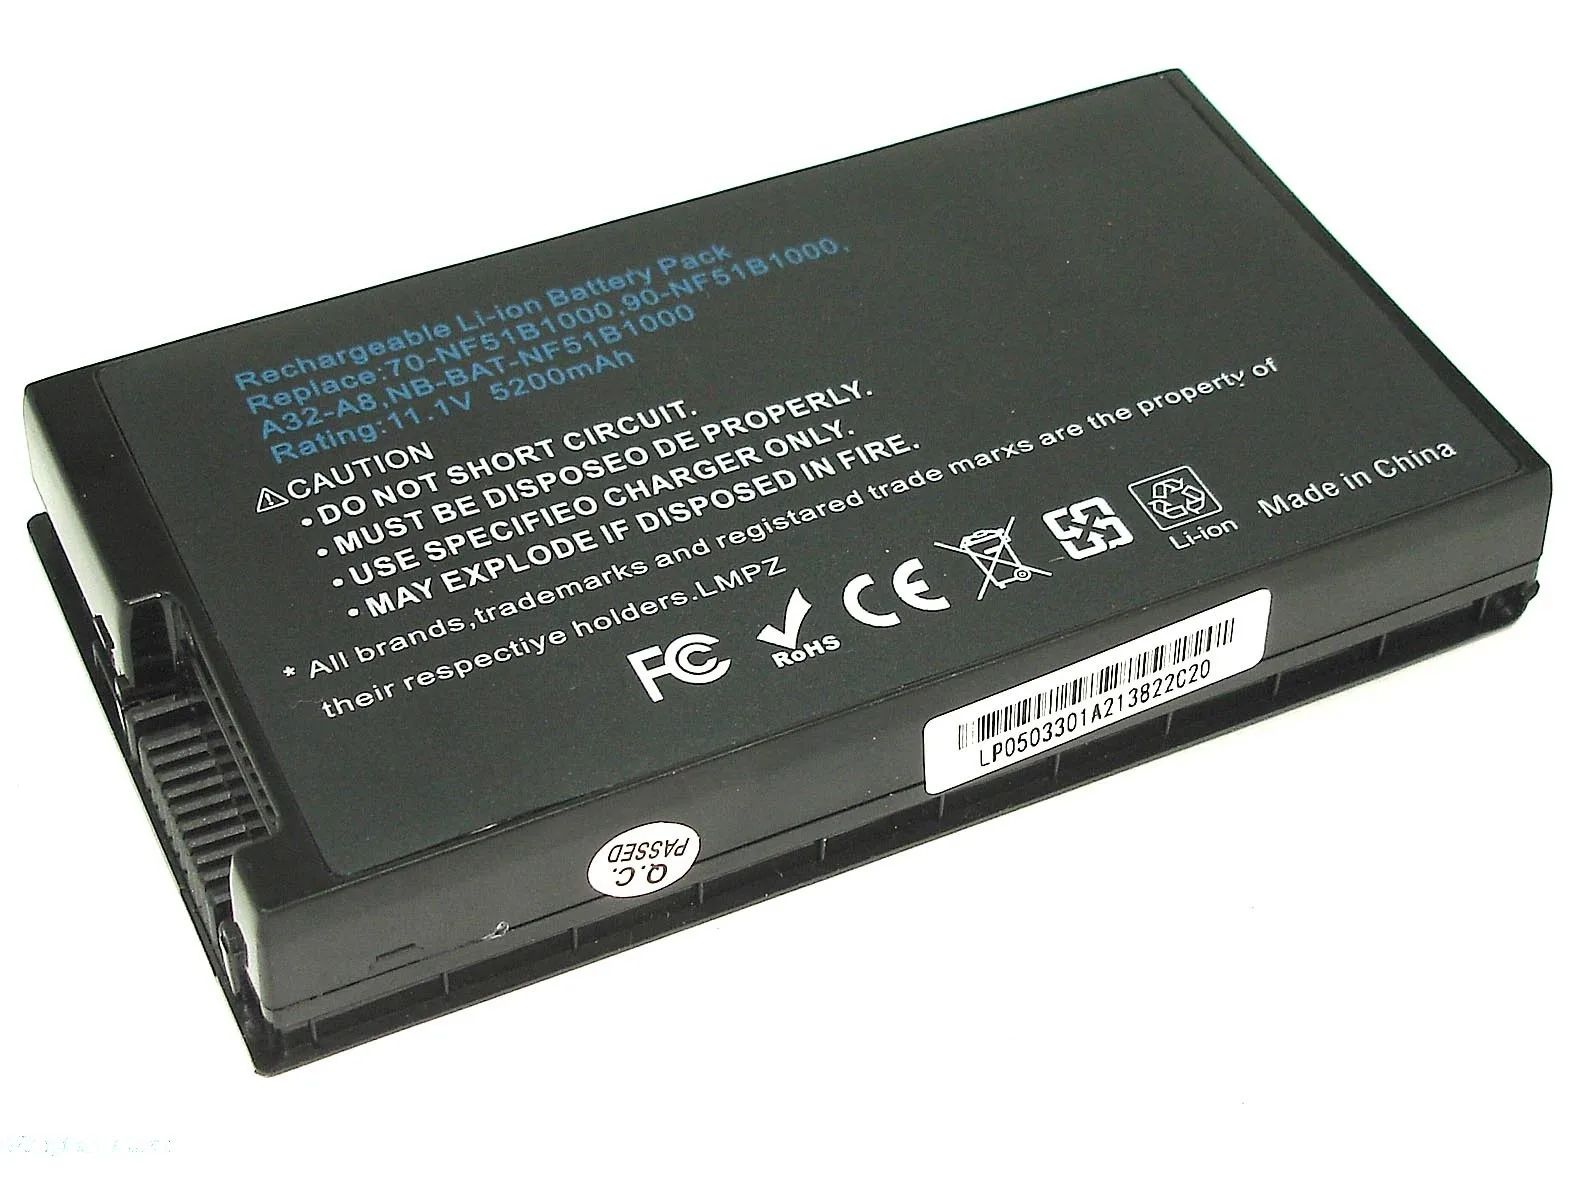 Rechargeable Li-ion Battery Pack
Replace:70-NF51B1000,90-NF51B1000,
A32-A8,NB-BAT-NF51B1000
Rating:11.1V 5200mAh
CAUTION
•DO NOT SHORT CIRCUIT.
•MUST BE DISPOSEO DE PROPERLY.
•USE SPECIFIEO CHARGER ONLY.
•MAY EXPLODE IF DISPOSED IN FIRE.
* All brands,trademarks and registared trade marxs are the property of
their respective holders.LMPZ
FC
RoHS
CE
Li-ion
Made in China
LP0503301A213822C20
Q.C.
PASSED